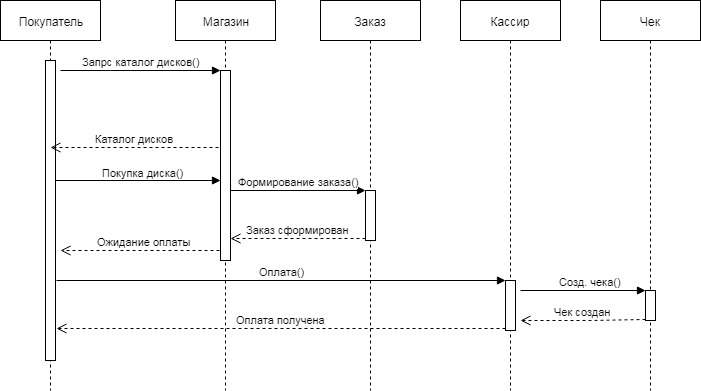 Покупатель
Магазин
Заказ
Кассир
Чек
Запрс каталог дисков()
Каталог дисков
Покупка диска()
Формирование заказа()
Заказ сформирован
Ожидание оплаты
Оплата()
Созд. чека()
Чек создан
Оплата получена